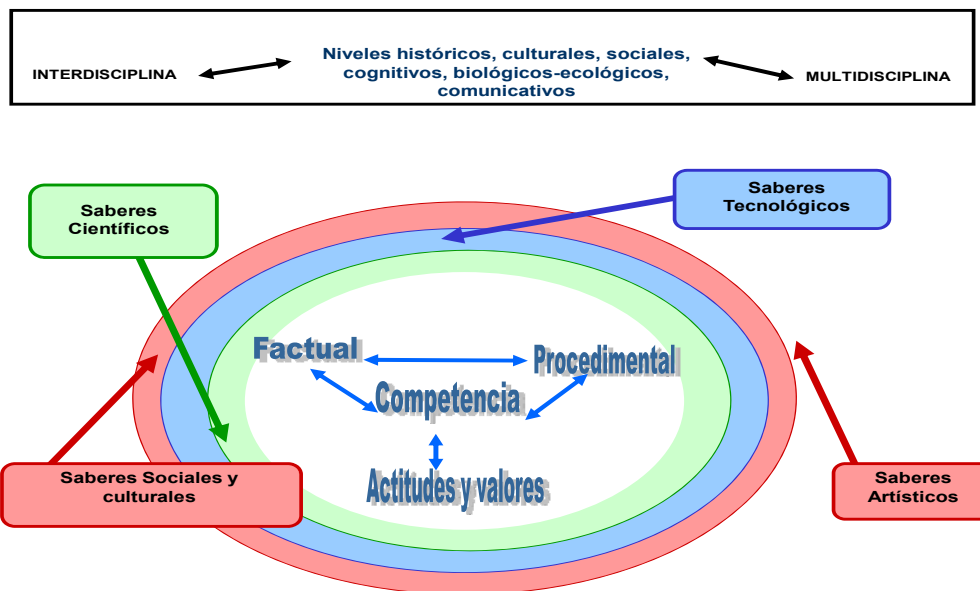 Niveles históricos, culturales, sociales,
cognitivos, biológicos-ecológicos,
comunicativos
INTERDISCIPLINA
MULTIDISCIPLINA
Saberes
Científicos
Saberes
Tecnológicos
Factual
Procedimental
Competencia
Actitudes y valores
Saberes Sociales y
culturales
Saberes
Artísticos